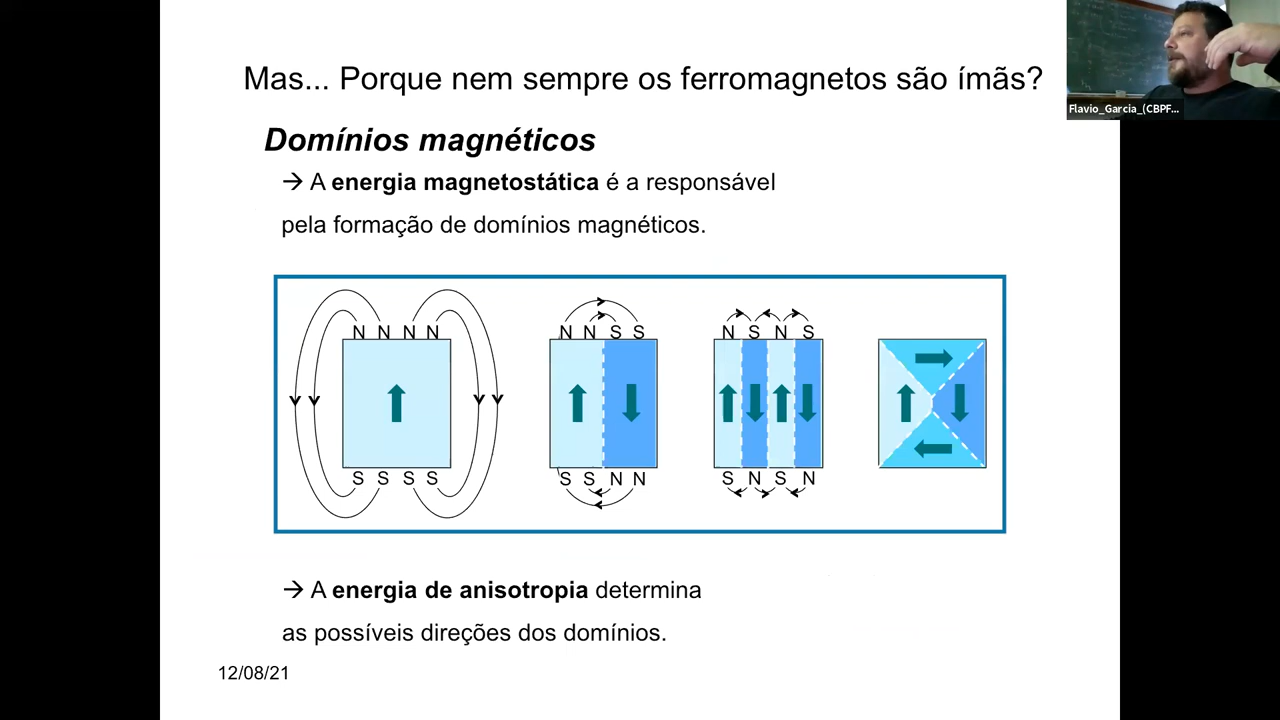 Mas... Porque nem sempre os ferromagnetos são ímãs?
Flavio_Garcia_(CBPF...
Domínios magnéticos
→ A energia magnetostática é a responsável
pela formação de domínios magnéticos.
N N N N
N N S S
N S N S
S S S S
S S N N
S N S N
→ A energia de anisotropia determina
as possíveis direções dos domínios.
12/08/21